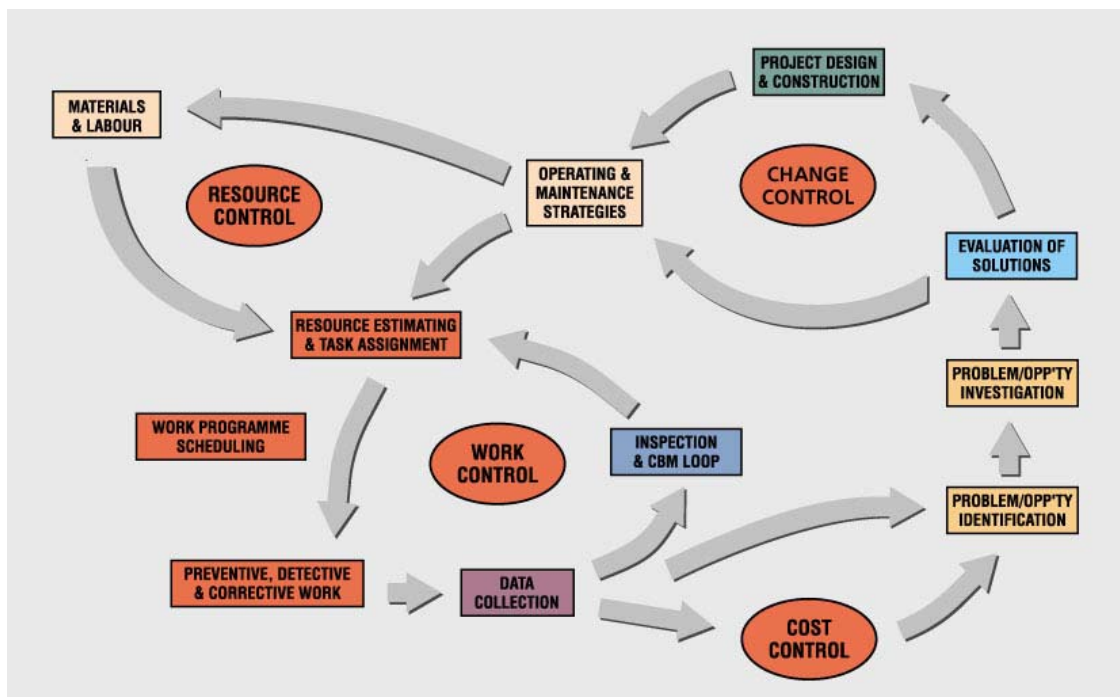 PROJECT DESIGN
& CONSTRUCTION
MATERIALS
& LABOUR
OPERATING &
MAINTENANCE
STRATEGIES
RESOURCE
CONTROL
CHANGE
CONTROL
EVALUATION OF
SOLUTIONS
RESOURCE ESTIMATING
& TASK ASSIGNMENT
PROBLEM/OPP'TY
INVESTIGATION
WORK PROGRAMME
SCHEDULING
WORK
CONTROL
INSPECTION
& CBM LOOP
PROBLEM/OPP'TY
IDENTIFICATION
PREVENTIVE, DETECTIVE
& CORRECTIVE WORK
DATA
COLLECTION
COST
CONTROL